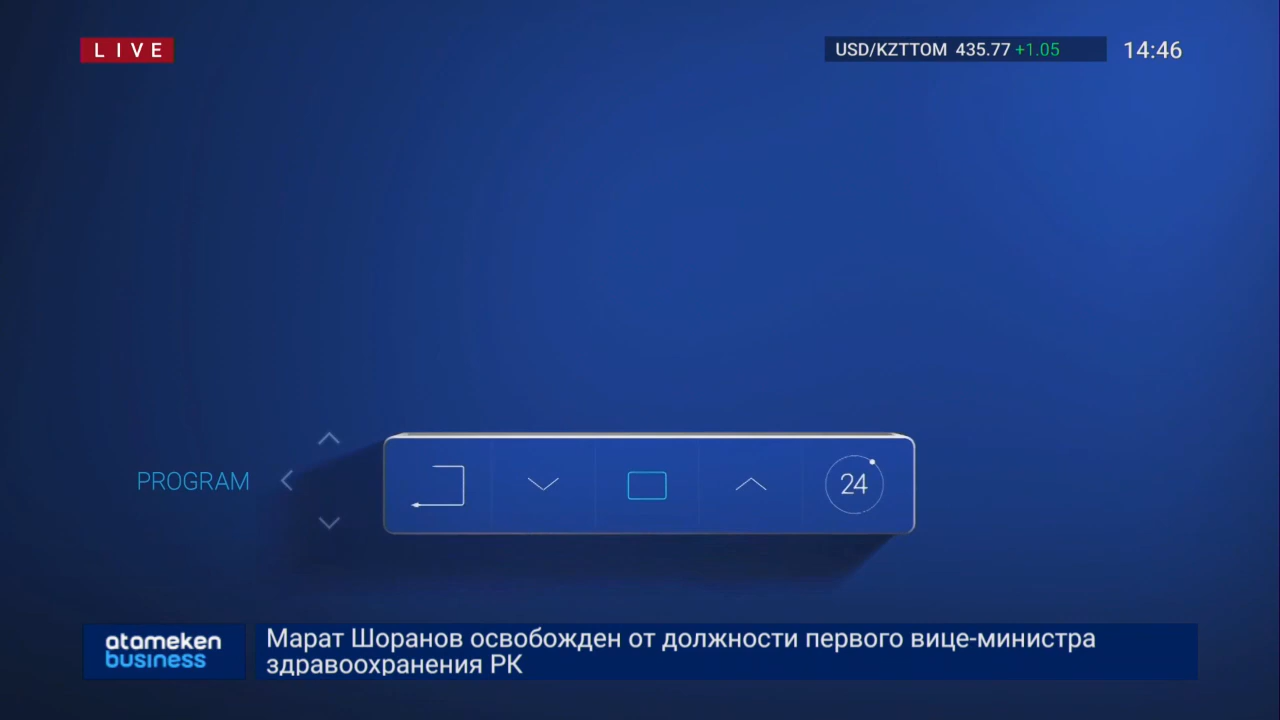 LIVE
USD/KZTTOM 435.77 +1.05
14:46
PROGRAM
24
atameken
business
Марат Шоранов освобожден от должности первого вице-министра
здравоохранения РК